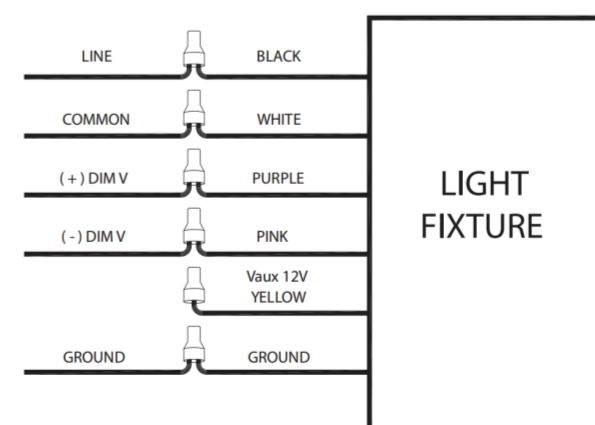 LINE BLACK
COMMON WHITE
( + ) DIM V PURPLE
( - ) DIM V PINK
Vaux 12V
YELLOW
GROUND GROUND
LIGHT
FIXTURE